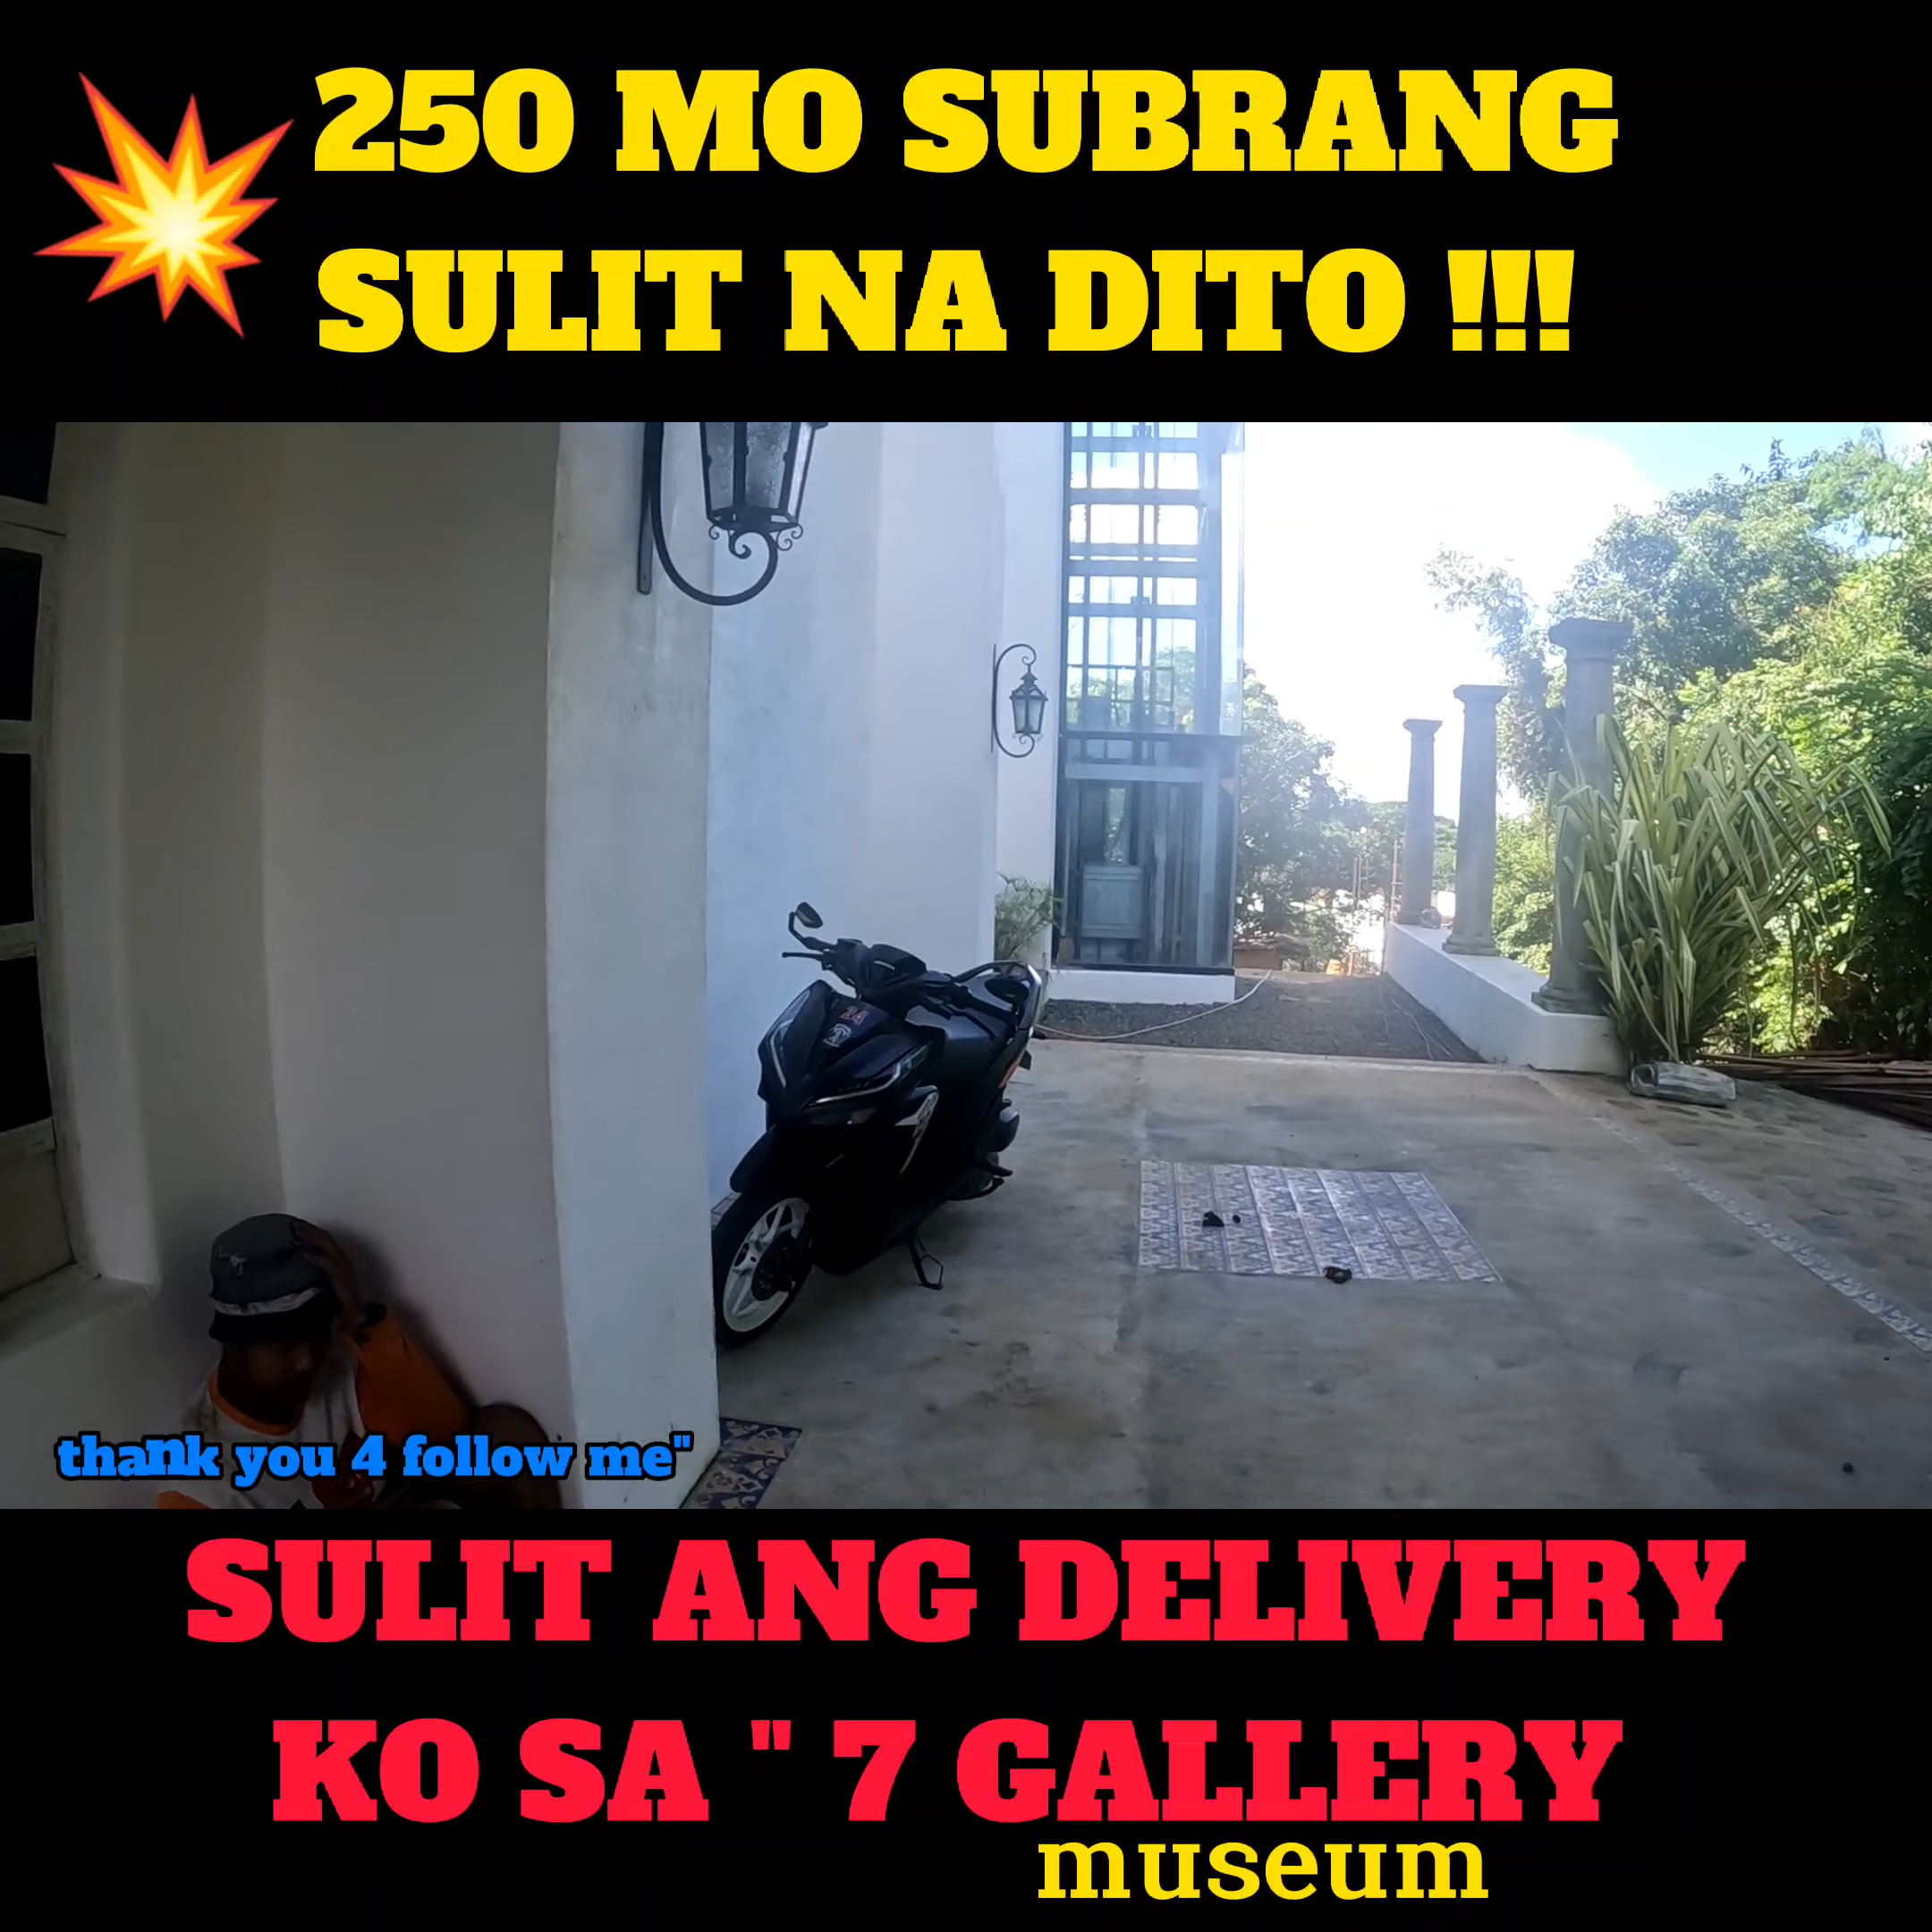 250 MO SUBRANG
SULIT NA DITO !!!
24
thank you 4 follow me"
SULIT ANG DELIVERY
KO SA " 7 GALLERY
museum